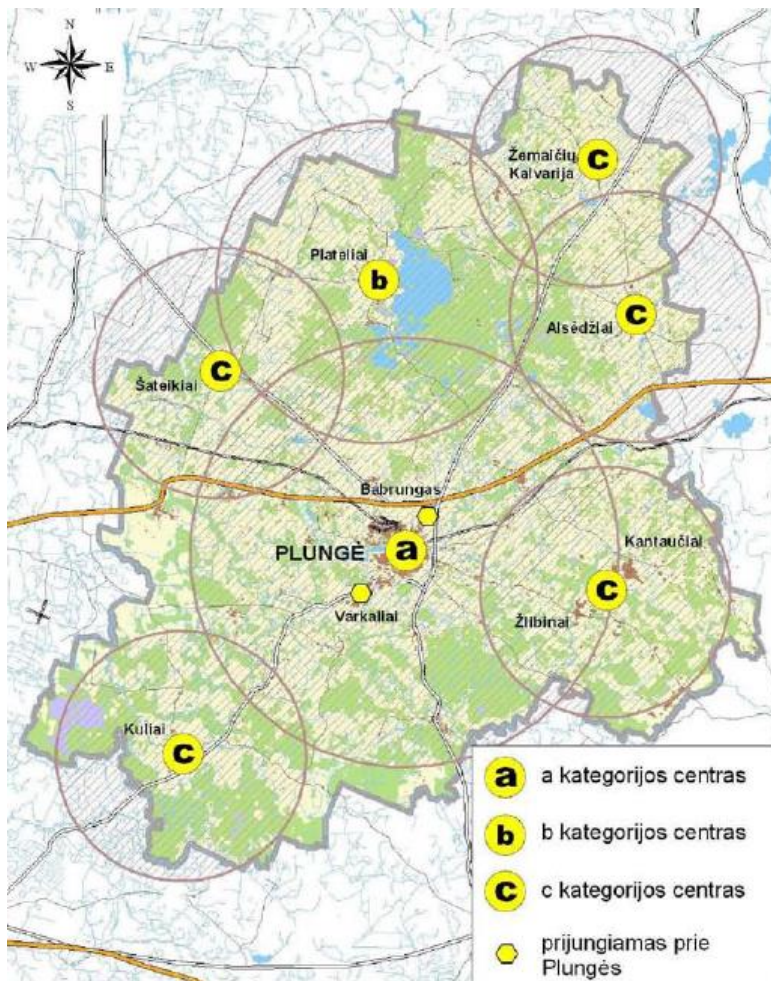 N
W E
S
Žemaičių
Kalvarija
c
Plateliai
b
Alsėdžiai
c
c
Šateikiai
Babrungas
PLUNGĖ
a
Kantaučiai
c
Varkaliai
Žlibinai
Kuliai
c
a a kategorijos centras
b b kategorijos centras
c c kategorijos centras
prijungiamas prie
Plungės